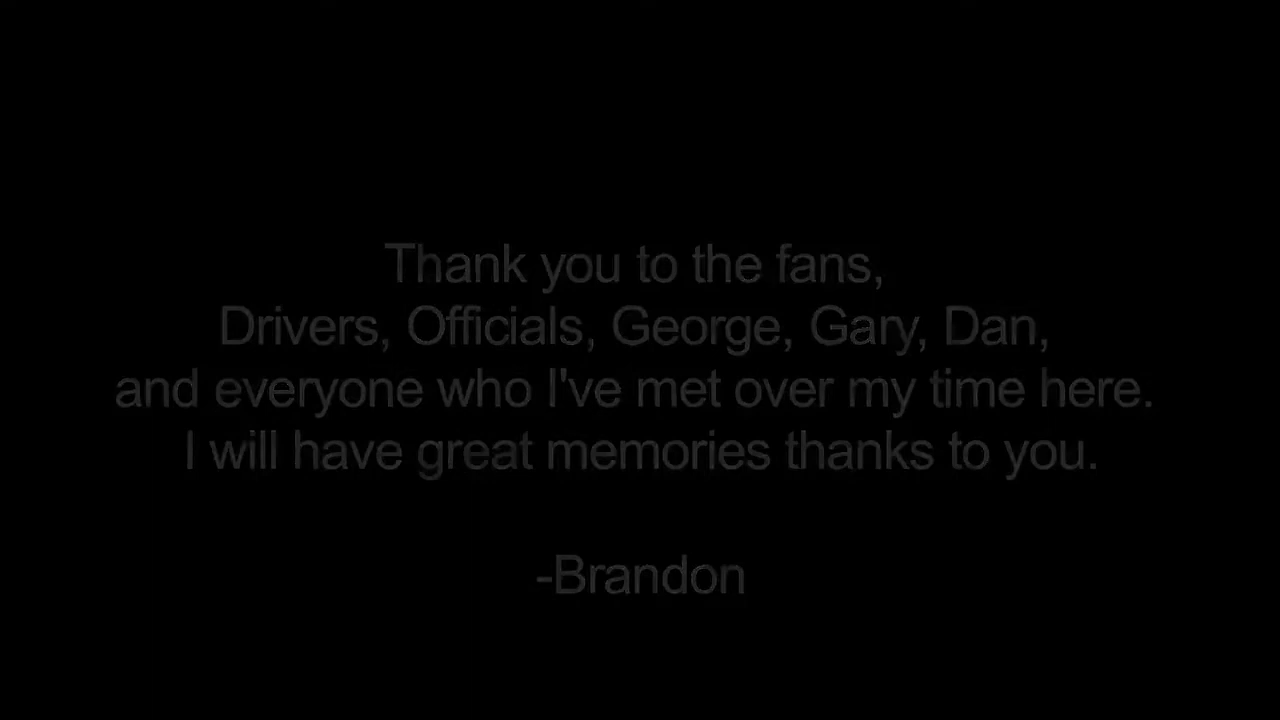 Thank you to the fans,
Drivers, Officials, George, Gary, Dan,
and everyone who I've met over my time here.
I will have great memories thanks to you.
-Brandon